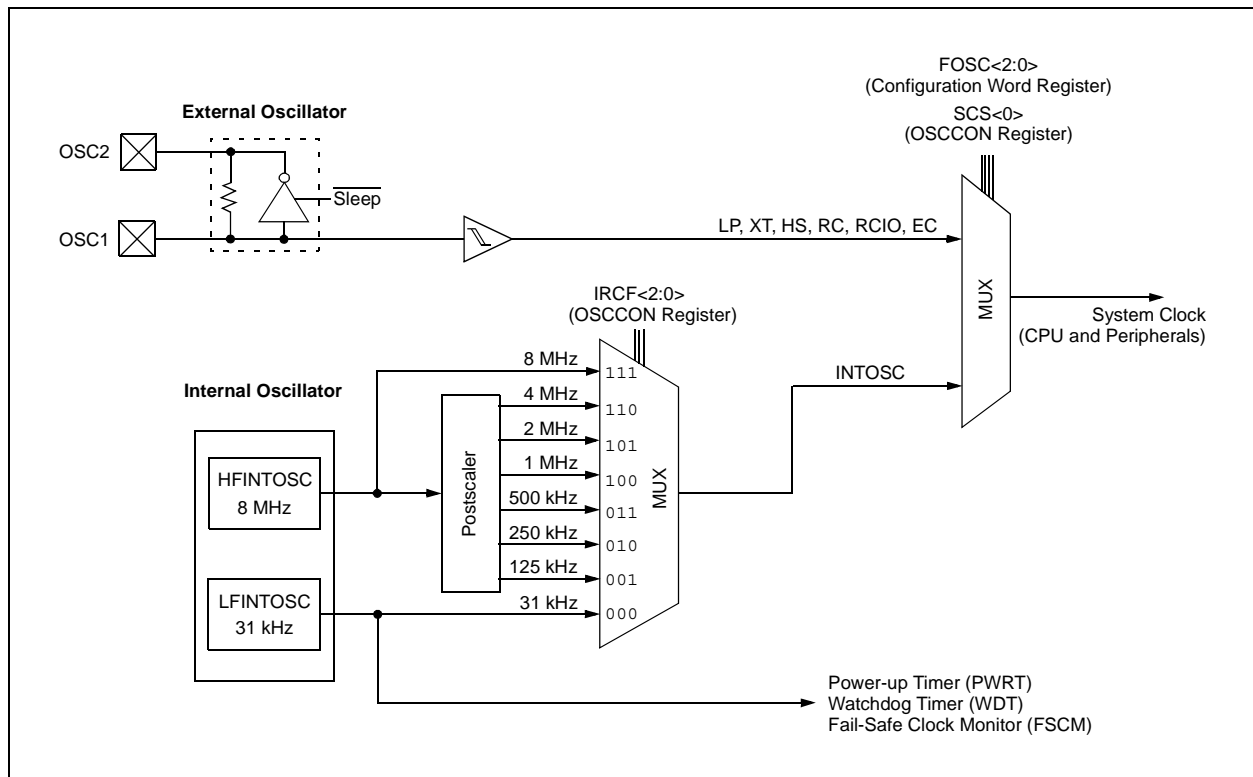 FOSC<2:0>
(Configuration Word Register)
SCS<0>
(OSCCON Register)
External Oscillator
OSC2
Sleep
OSC1
LP, XT, HS, RC, RCIO, EC
MUX
System Clock
(CPU and Peripherals)
IRCF<2:0>
(OSCCON Register)
Internal Oscillator
HFINTOSC
8 MHz
LFINTOSC
31 kHz
Postscaler
8 MHz
4 MHz
2 MHz
1 MHz
500 kHz
250 kHz
125 kHz
31 kHz
111
110
101
100
011
010
001
000
MUX
INTOSC
Power-up Timer (PWRT)
Watchdog Timer (WDT)
Fail-Safe Clock Monitor (FSCM)